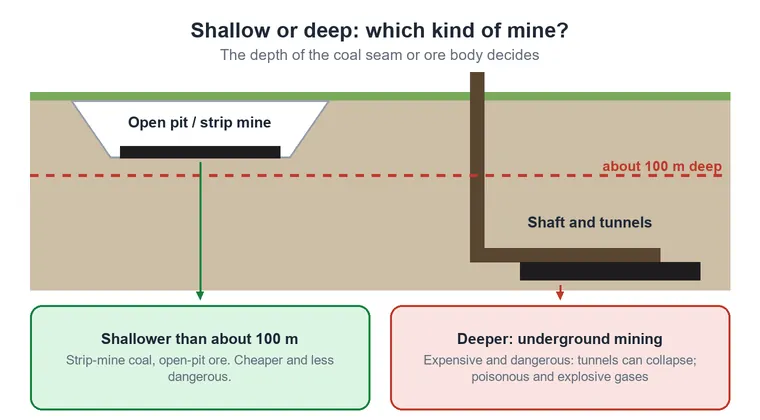 Shallow or deep: which kind of mine?
The depth of the coal seam or ore body decides
Open pit / strip mine
about 100 m deep
Shaft and tunnels
Shallower than about 100 m
Strip-mine coal, open-pit ore. Cheaper and less
dangerous.
Deeper: underground mining
Expensive and dangerous: tunnels can collapse;
poisonous and explosive gases